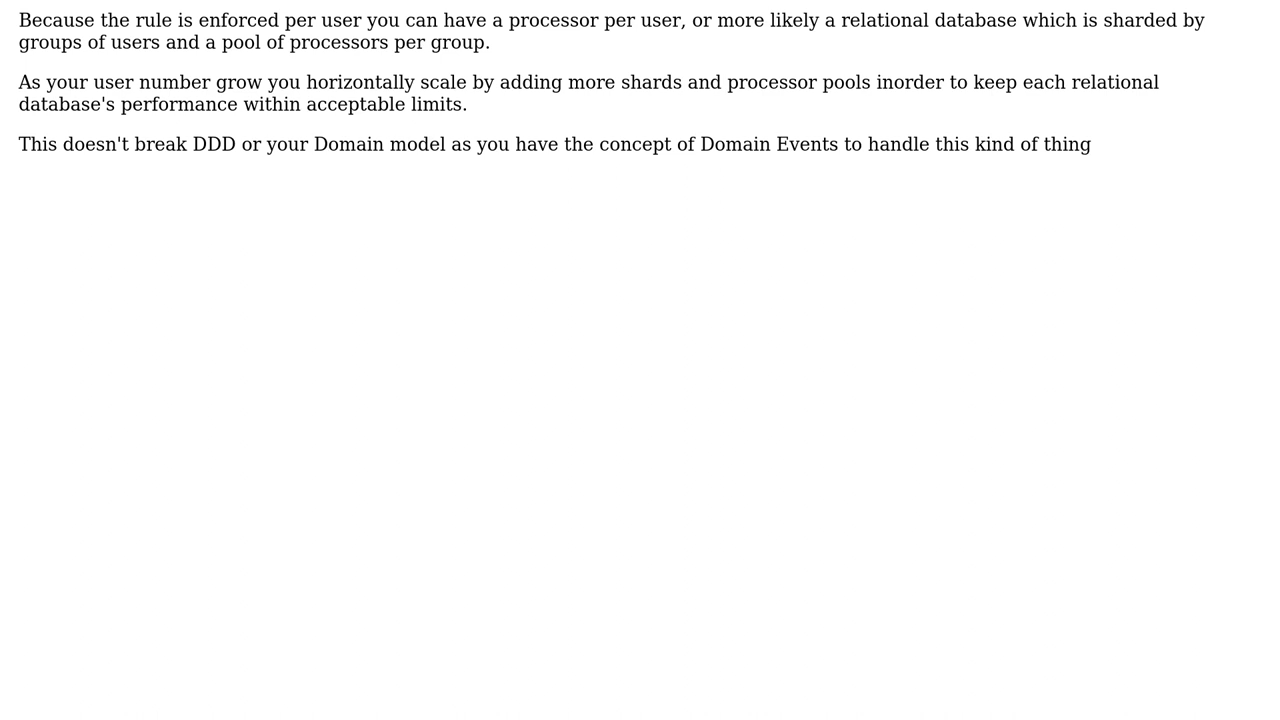 Because the rule is enforced per user you can have a processor per user, or more likely a relational database which is sharded by
groups of users and a pool of processors per group.
As your user number grow you horizontally scale by adding more shards and processor pools inorder to keep each relational
database's performance within acceptable limits.
This doesn't break DDD or your Domain model as you have the concept of Domain Events to handle this kind of thing